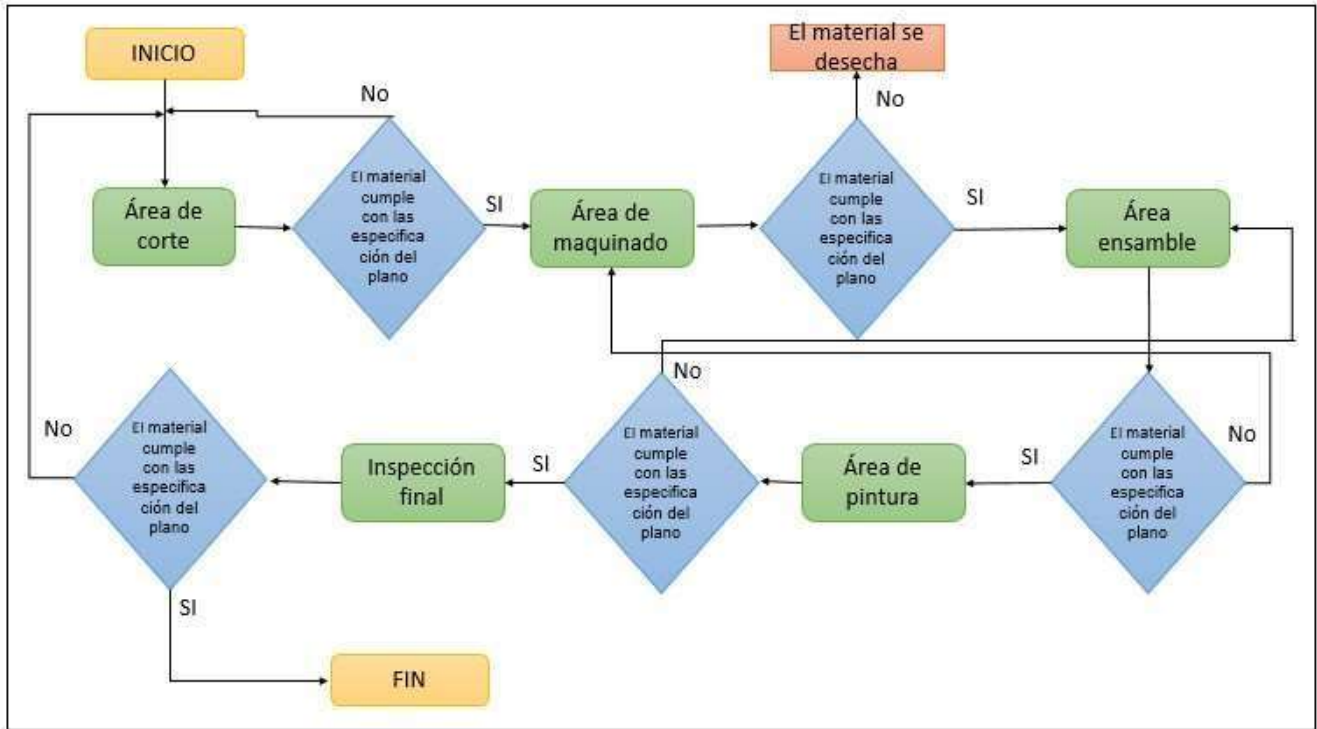 INICIO
No
El material se
desecha
No
Área de
corte
El material
cumple
con las
especifica
ción del
plano
SI
Área de
maquinado
El material
cumple
con las
especifica
ción del
plano
SI
Área
ensamble
No
El material
cumple
con las
especifica
ción del
plano
SI
Área de
pintura
SI
El material
cumple
con las
especifica
ción del
plano
No
Inspección
final
El material
cumple
con las
especifica
ción del
plano
No
SI
FIN